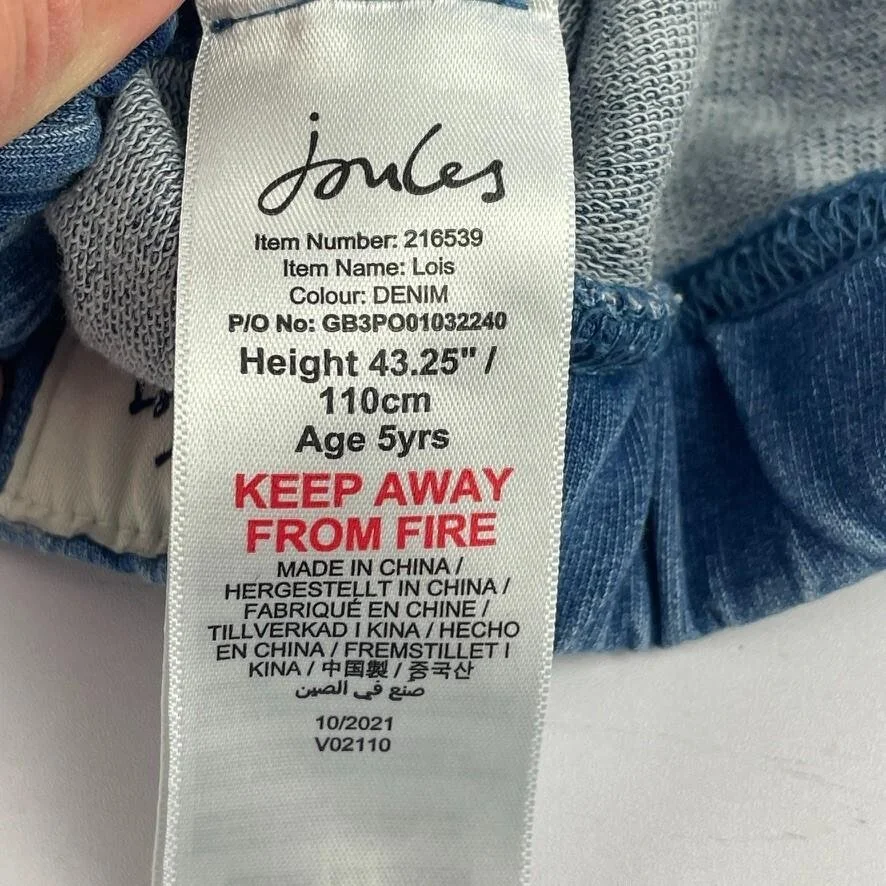 joules
Item Number: 216539
Item Name: Lois
Colour: DENIM
P/O No: GB3PO01032240
Height 43.25" /
110cm
Age 5yrs
KEEP AWAY
FROM FIRE
MADE IN CHINA /
HERGESTELLT IN CHINA /
FABRIQUÉ EN CHINE /
TILLVERKAD I KINA / HECHO
EN CHINA / FREMSTILLET I
KINA / 中国製 / 중국산
صنع في الصين
10/2021
V02110